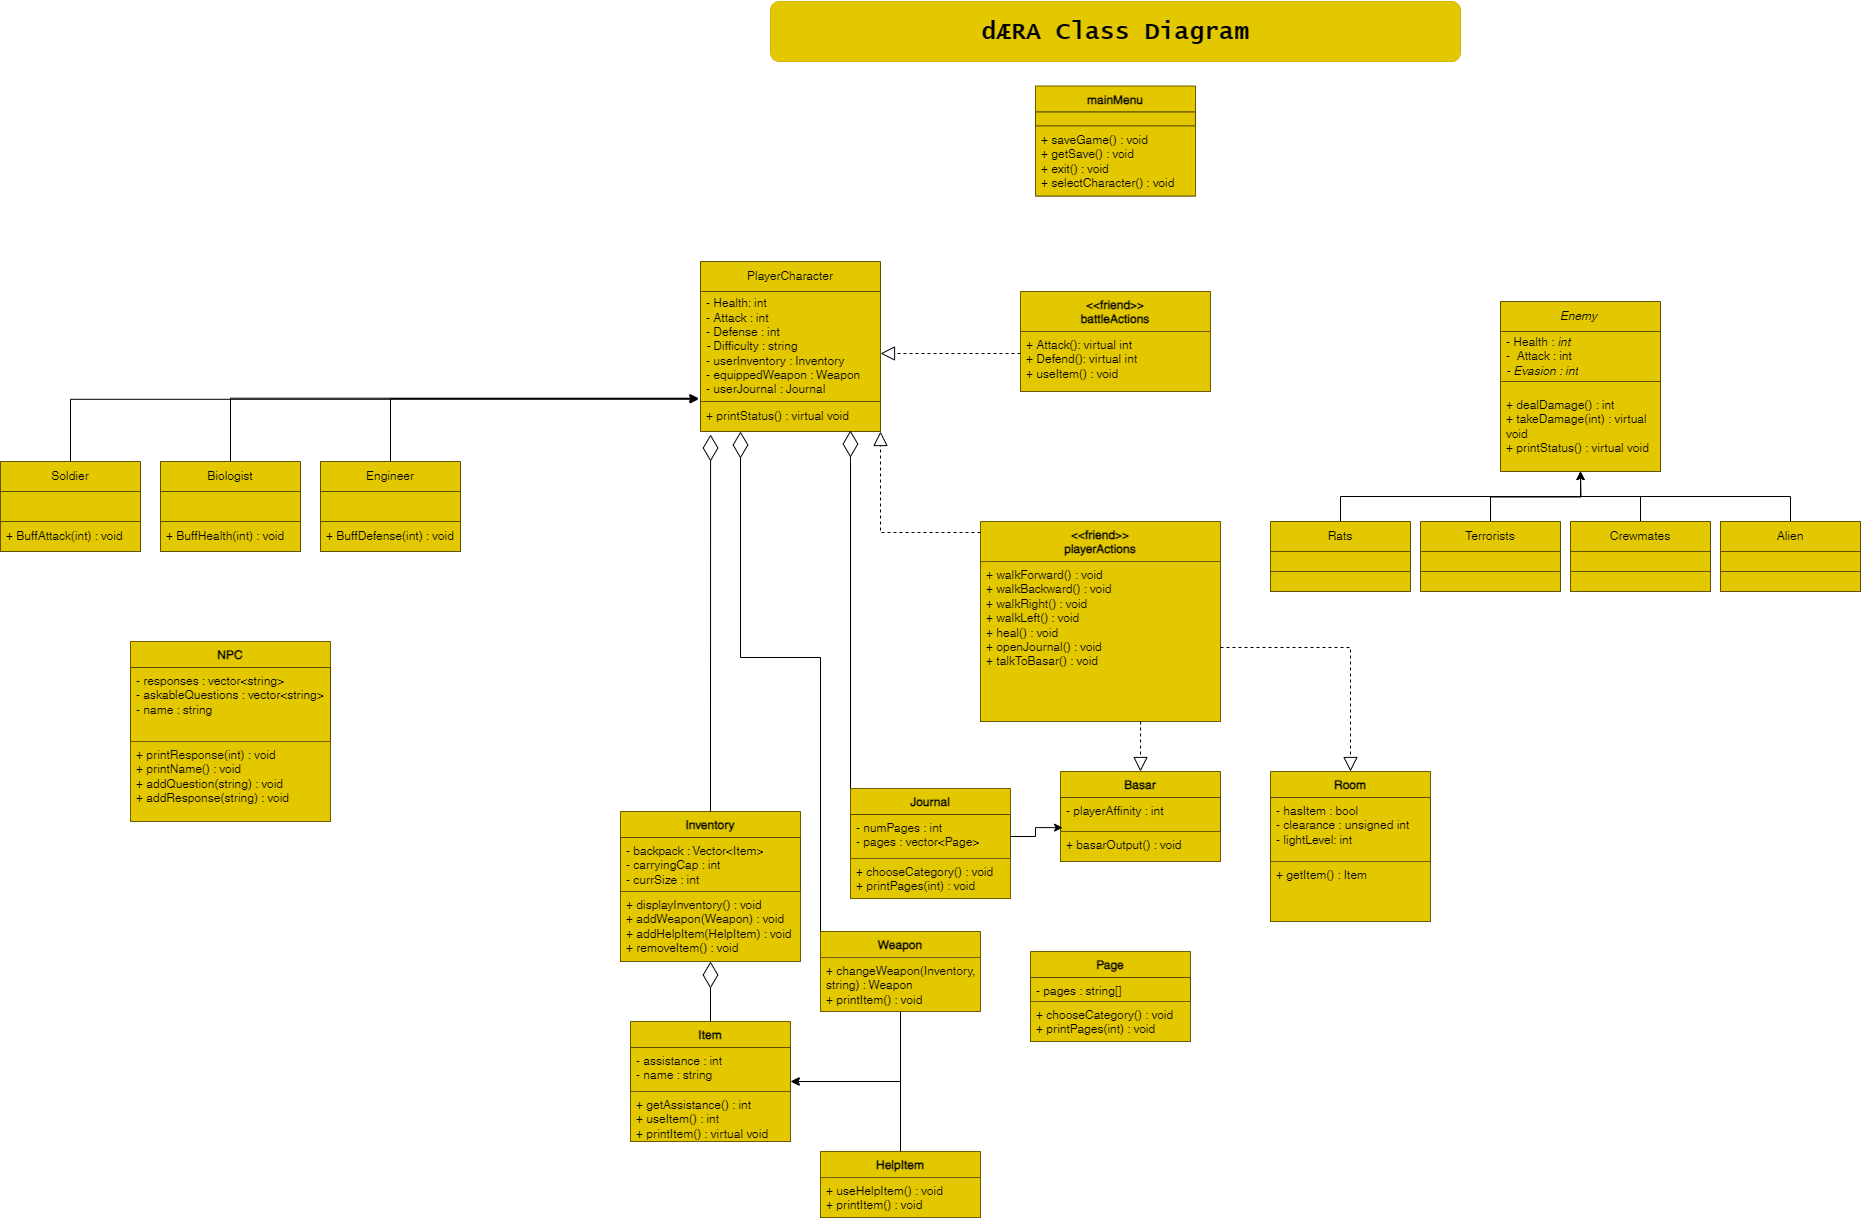 dÆRA Class Diagram
mainMenu
+ saveGame() : void
+ getSave() : void
+ exit() : void
+ selectCharacter() : void
PlayerCharacter
- Health: int
- Attack : int
- Defense : int
- Difficulty : string
- userInventory : Inventory
- equippedWeapon : Weapon
- userJournal : Journal
+ printStatus() : virtual void
<<friend>>
battleActions
+ Attack(): virtual int
+ Defend(): virtual int
+ useItem() : void
Enemy
- Health : int
- Attack : int
- Evasion : int
+ dealDamage() : int
+ takeDamage(int) : virtual
void
+ printStatus() : virtual void
Soldier
+ BuffAttack(int) : void
Biologist
+ BuffHealth(int) : void
Engineer
+ BuffDefense(int) : void
<<friend>>
playerActions
+ walkForward() : void
+ walkBackward() : void
+ walkRight() : void
+ walkLeft() : void
+ heal() : void
+ openJournal() : void
+ talkToBasar() : void
Rats
Terrorists
Crewmates
Alien
NPC
- responses : vector<string>
- askableQuestions : vector<string>
- name : string
+ printResponse(int) : void
+ printName() : void
+ addQuestion(string) : void
+ addResponse(string) : void
Inventory
- backpack : Vector<Item>
- carryingCap : int
- currSize : int
+ displayInventory() : void
+ addWeapon(Weapon) : void
+ addHelpItem(HelpItem) : void
+ removeItem() : void
Journal
- numPages : int
- pages : vector<Page>
+ chooseCategory() : void
+ printPages(int) : void
Basar
- playerAffinity : int
+ basarOutput() : void
Room
- hasItem : bool
- clearance : unsigned int
- lightLevel: int
+ getItem() : Item
Weapon
+ changeWeapon(Inventory,
string) : Weapon
+ printItem() : void
Page
- pages : string[]
+ chooseCategory() : void
+ printPages(int) : void
Item
- assistance : int
- name : string
+ getAssistance() : int
+ useItem() : int
+ printItem() : virtual void
HelpItem
+ useHelpItem() : void
+ printItem() : void